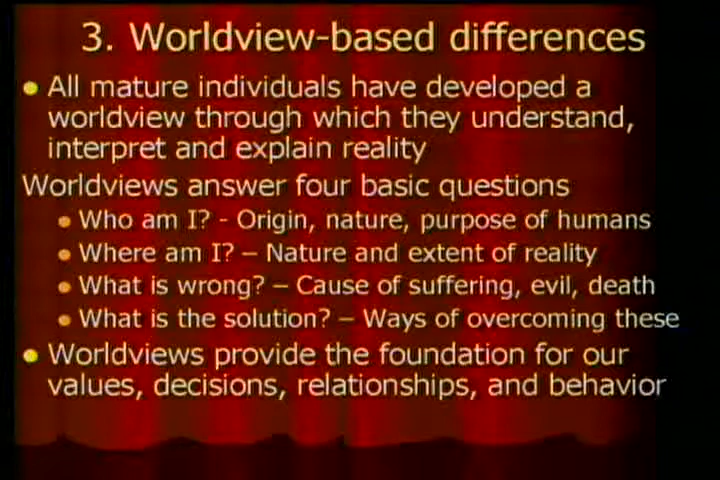 3. Worldview-based differences
All mature individuals have developed a
worldview through which they understand,
interpret and explain reality
Worldviews answer four basic questions
Who am I? - Origin, nature, purpose of humans
Where am I? – Nature and extent of reality
What is wrong? – Cause of suffering, evil, death
What is the solution? – Ways of overcoming these
Worldviews provide the foundation for our
values, decisions, relationships, and behavior